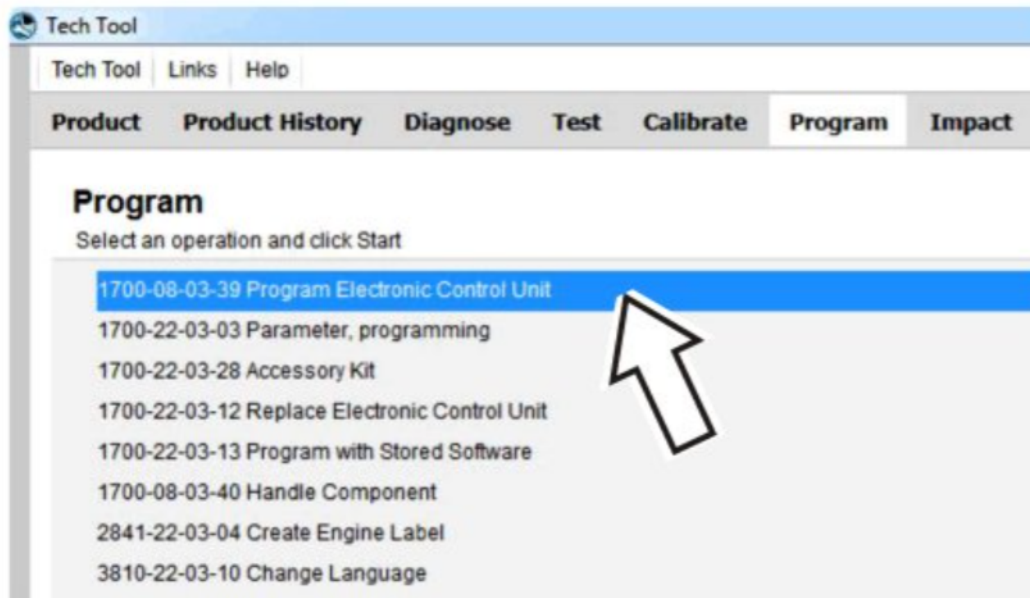 Tech Tool
Tech Tool Links Help
Product Product History Diagnose Test Calibrate Program Impact
Program
Select an operation and click Start
1700-08-03-39 Program Electronic Control Unit
1700-22-03-03 Parameter, programming
1700-22-03-28 Accessory Kit
1700-22-03-12 Replace Electronic Control Unit
1700-22-03-13 Program with Stored Software
1700-08-03-40 Handle Component
2841-22-03-04 Create Engine Label
3810-22-03-10 Change Language